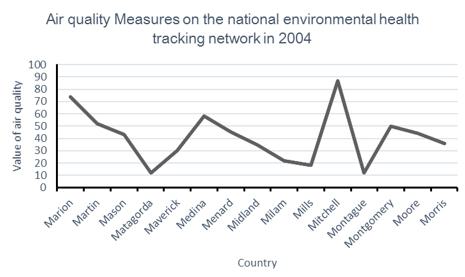 Air quality Measures on the national environmental health
tracking network in 2004
Value of air quality
100
90
80
70
60
50
40
30
20
10
0
Marion
Martin
Mason
Matagorda
Maverick
Medina
Menard
Midland
Milam
Mills
Mitchell
Montague
Montgomery
Moore
Morris
Country